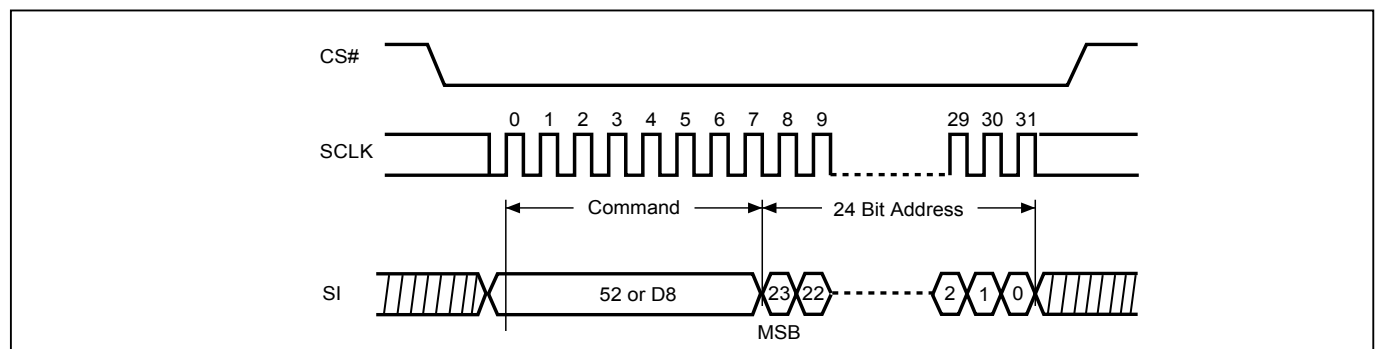 CS#
0 1 2 3 4 5 6 7 8 9 29 30 31
SCLK
Command 24 Bit Address
SI 52 or D8 23 22 2 1 0
MSB